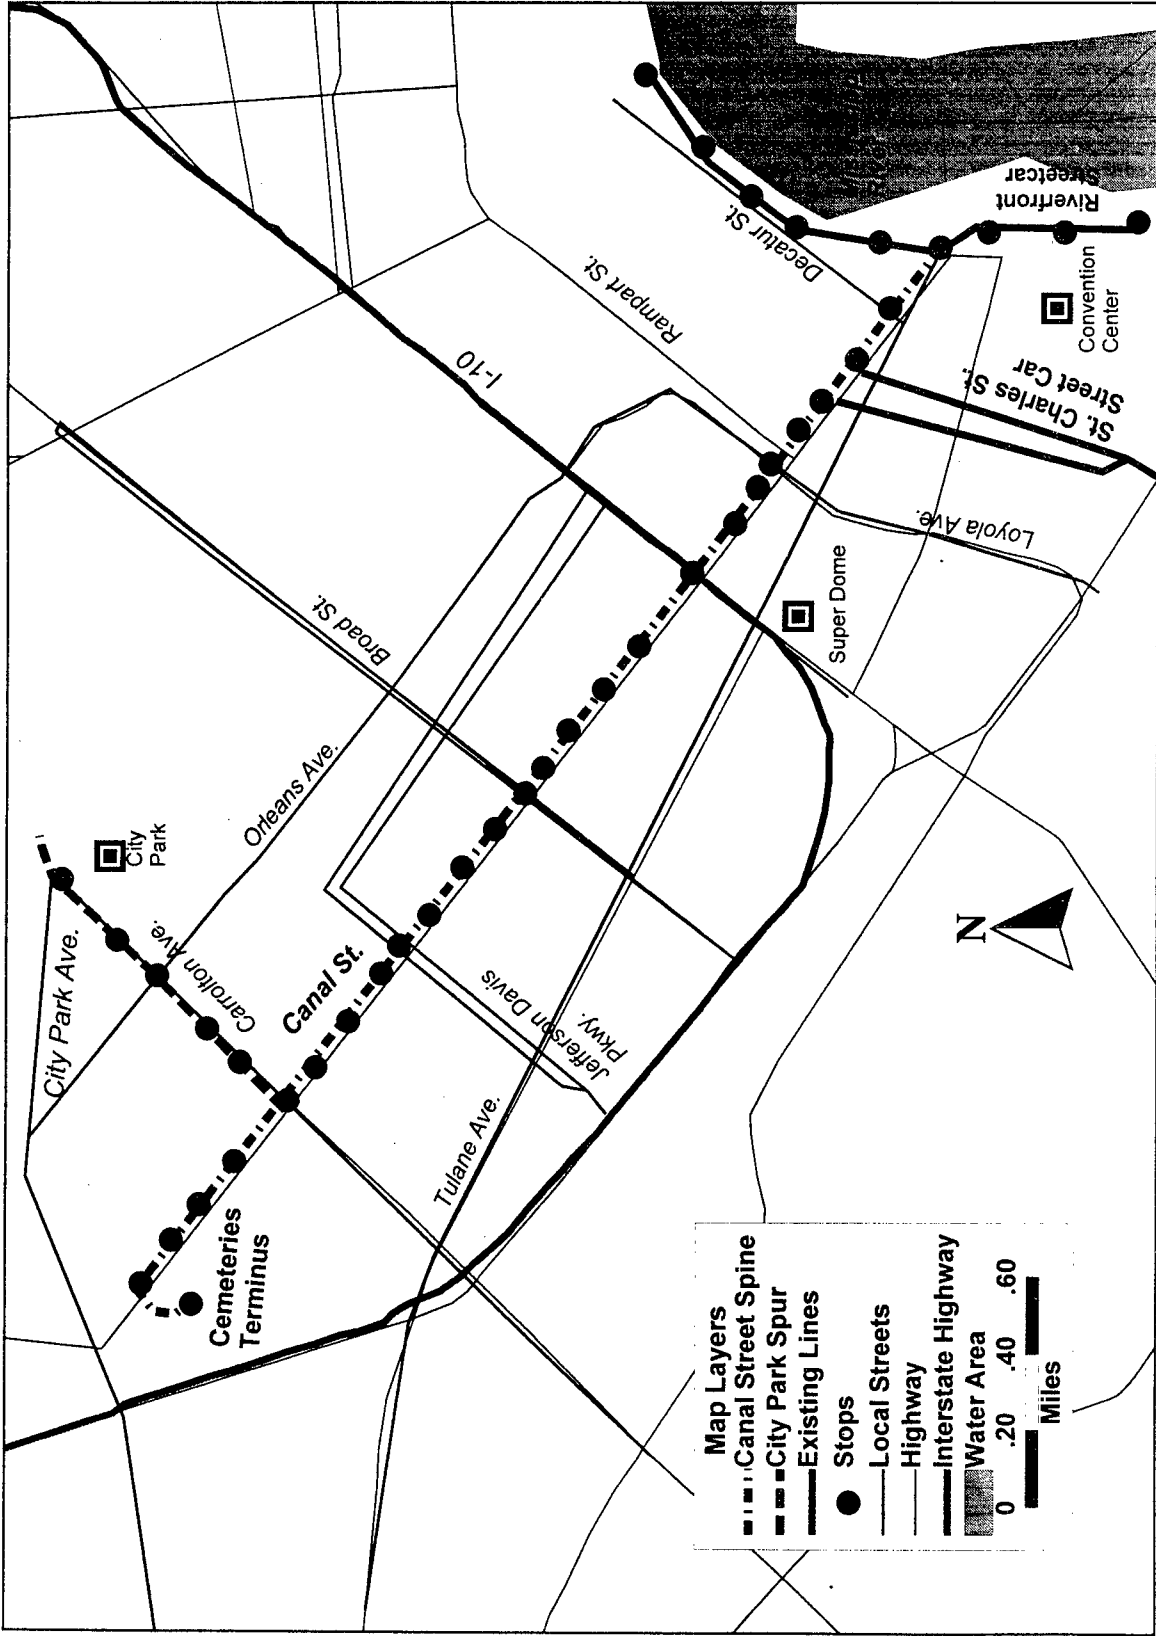 City Park Ave.
City
Park
Orleans Ave.
Carrolton Ave.
Canal St.
Broad St.
I-10
Rampart St.
Decatur St.
Riverfront
Streetcar
Convention
Center
St. Charles St.
Street Car
Loyola Ave.
Super Dome
Jefferson Davis
Pkwy.
Tulane Ave.
Cemeteries
Terminus
N
Map Layers
Canal Street Spine
City Park Spur
Existing Lines
Stops
Local Streets
Highway
Interstate Highway
Water Area
0 .20 .40 .60
Miles